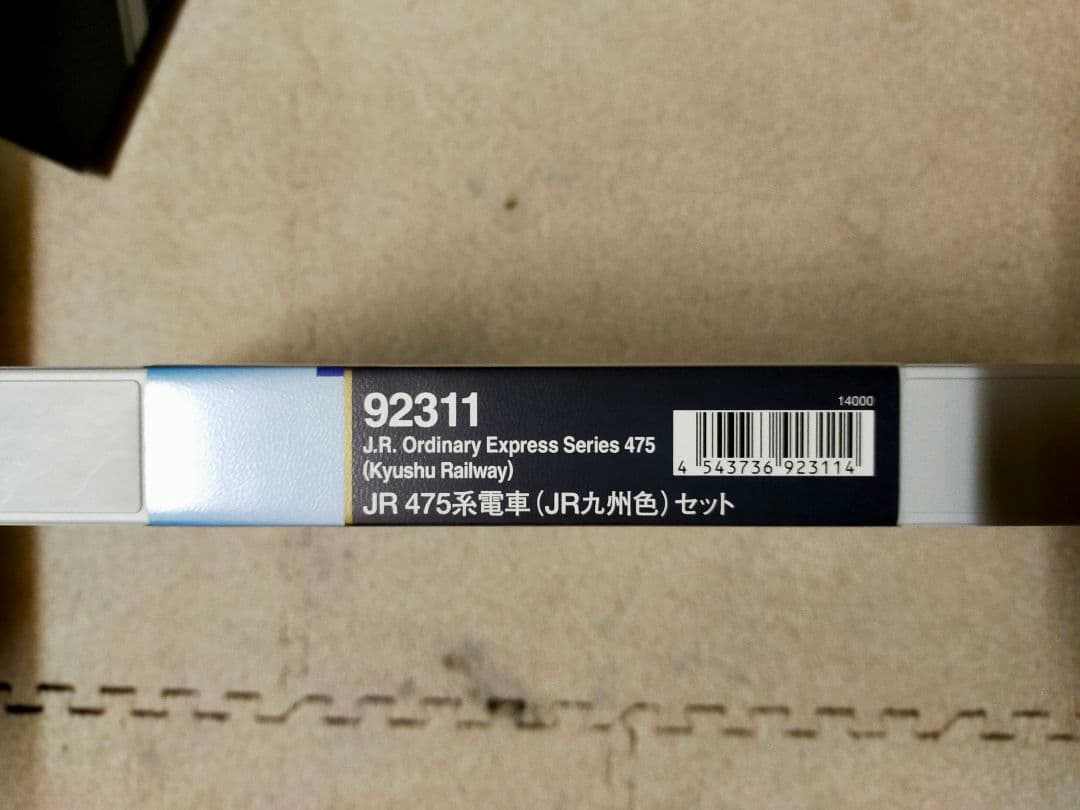 92311
14000
J.R. Ordinary Express Series 475
(Kyushu Railway)
4 543736 923114
JR 475系電車(JR九州色)セット